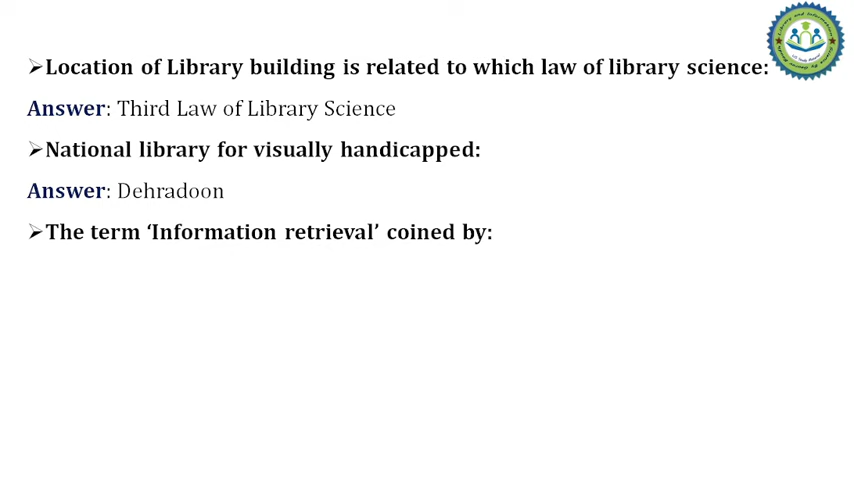 ➢Location of Library building is related to which law of library science:
Answer: Third Law of Library Science
➢National library for visually handicapped:
Answer: Dehradoon
➢The term ‘Information retrieval’ coined by: